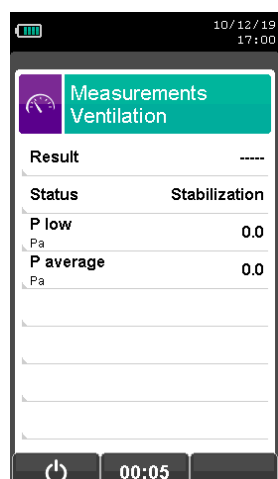 10/12/19
17:00
Measurements
Ventilation
Result -----
Status Stabilization
P low 0.0
Pa
P average 0.0
Pa
00:05